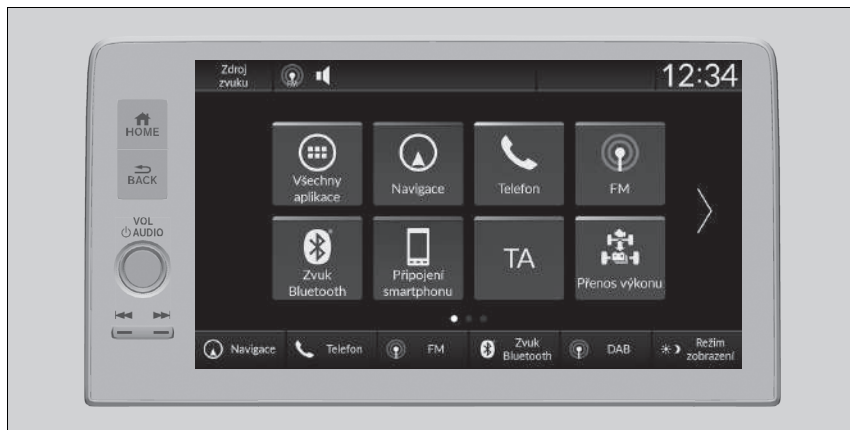 Zdroj
zvuku
FM
12:34
HOME
BACK
VOL
AUDIO
Všechny
aplikace
Navigace
Telefon
FM
Zvuk
Bluetooth
Připojení
smartphonu
TA
Přenos výkonu
Navigace
Telefon
FM
Zvuk
Bluetooth
DAB
Režim
zobrazení